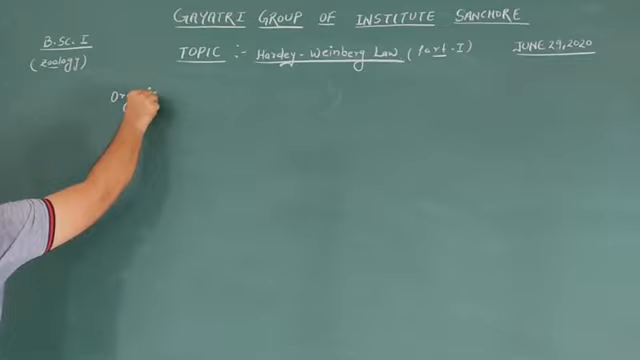 GAYATRI GROUP OF INSTITUTE SANCHORE
B.SC. I
(Zoology)
TOPIC :- Hardey-Weinberg Law (Part-I)
JUNE 29, 2020